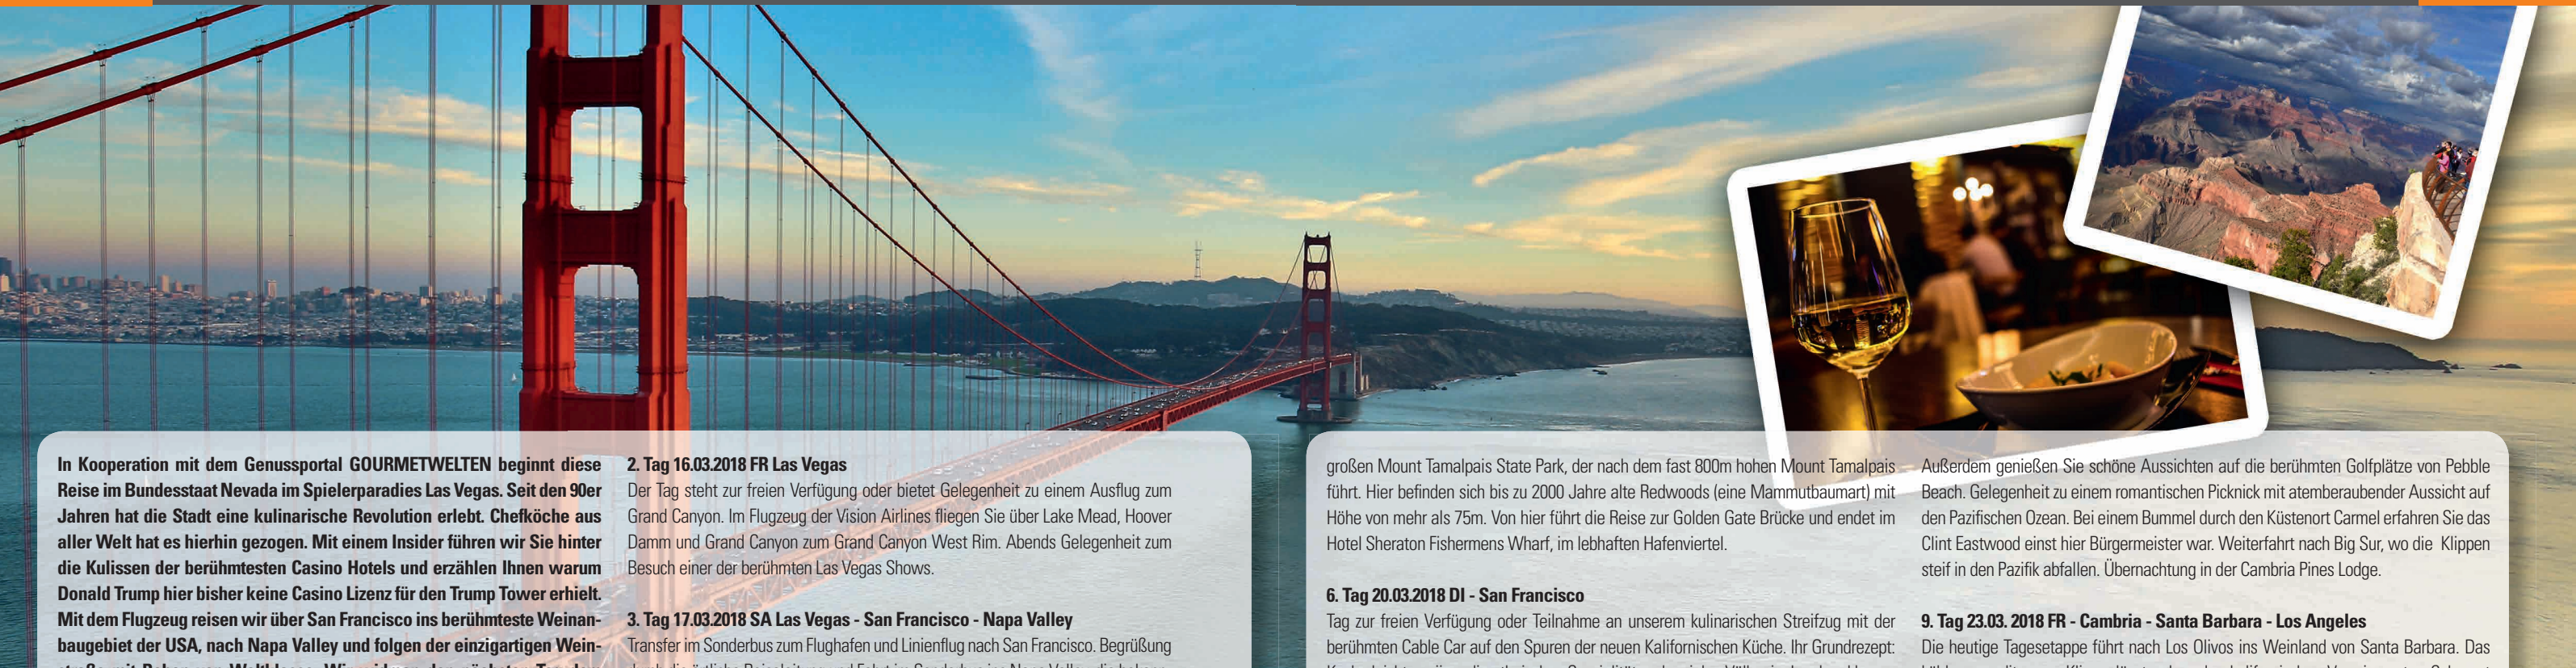 In Kooperation mit dem Genussportal GOURMETWELTEN beginnt diese
Reise im Bundesstaat Nevada im Spielerparadies Las Vegas. Seit den 90er
Jahren hat die Stadt eine kulinarische Revolution erlebt. Chefköche aus
aller Welt hat es hierhin gezogen. Mit einem Insider führen wir Sie hinter
die Kulissen der berühmtesten Casino Hotels und erzählen Ihnen warum
Donald Trump hier bisher keine Casino Lizenz für den Trump Tower erhielt.
Mit dem Flugzeug reisen wir über San Francisco ins berühmteste Weinan-
baugebiet der USA, nach Napa Valley und folgen der einzigartigen Wein-
2. Tag 16.03.2018 FR Las Vegas
Der Tag steht zur freien Verfügung oder bietet Gelegenheit zu einem Ausflug zum
Grand Canyon. Im Flugzeug der Vision Airlines fliegen Sie über Lake Mead, Hoover
Damm und Grand Canyon zum Grand Canyon West Rim. Abends Gelegenheit zum
Besuch einer der berühmten Las Vegas Shows.
3. Tag 17.03.2018 SA Las Vegas - San Francisco - Napa Valley
Transfer im Sonderbus zum Flughafen und Linienflug nach San Francisco. Begrüßung
großen Mount Tamalpais State Park, der nach dem fast 800m hohen Mount Tamalpais
führt. Hier befinden sich bis zu 2000 Jahre alte Redwoods (eine Mammutbaumart) mit
Höhe von mehr als 75m. Von hier führt die Reise zur Golden Gate Brücke und endet im
Hotel Sheraton Fishermens Wharf, im lebhaften Hafenviertel.
6. Tag 20.03.2018 DI - San Francisco
Tag zur freien Verfügung oder Teilnahme an unserem kulinarischen Streifzug mit der
berühmten Cable Car auf den Spuren der neuen Kalifornischen Küche. Ihr Grundrezept:
Außerdem genießen Sie schöne Aussichten auf die berühmten Golfplätze von Pebble
Beach. Gelegenheit zu einem romantischen Picknick mit atemberaubender Aussicht auf
den Pazifischen Ozean. Bei einem Bummel durch den Küstenort Carmel erfahren Sie das
Clint Eastwood einst hier Bürgermeister war. Weiterfahrt nach Big Sur, wo die Klippen
steif in den Pazifik abfallen. Übernachtung in der Cambria Pines Lodge.
9. Tag 23.03. 2018 FR - Cambria - Santa Barbara - Los Angeles
Die heutige Tagesetappe führt nach Los Olivos ins Weinland von Santa Barbara. Das